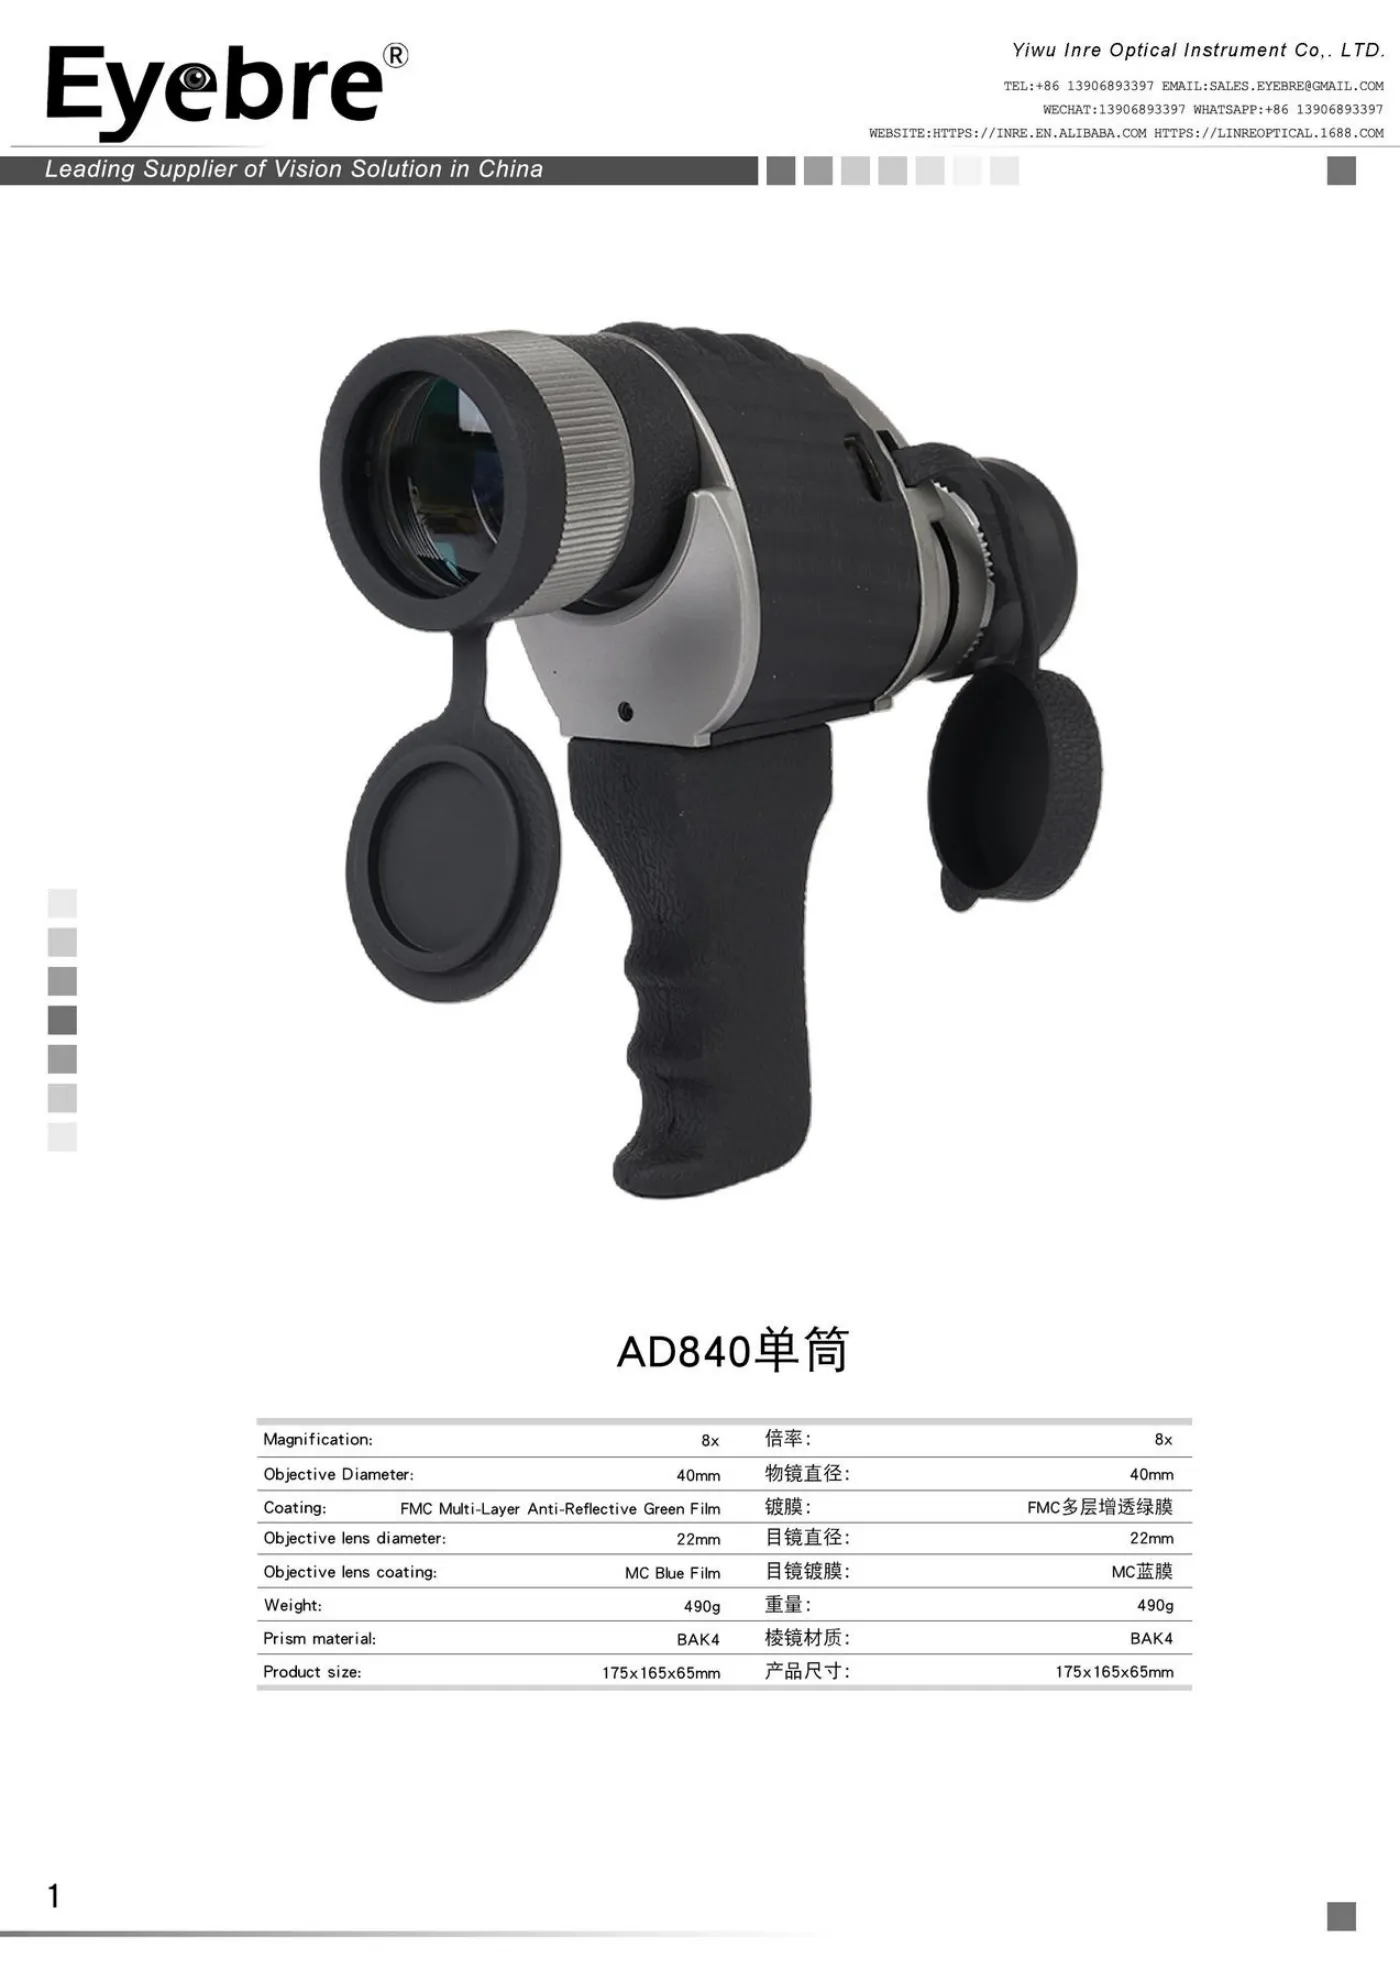 Eyebre®
Yiwu Inre Optical Instrument Co,. LTD.
TEL:+86 13906893397 EMAIL:SALES.EYEBRE@GMAIL.COM
WECHAT:13906893397 WHATSAPP:+86 13906893397
WEBSITE:HTTPS://INRE.EN.ALIBABA.COM HTTPS://LINREOPTICAL.1688.COM
Leading Supplier of Vision Solution in China
AD840单筒
Magnification: 8x 倍率: 8x
Objective Diameter: 40mm 物镜直径: 40mm
Coating: FMC Multi-Layer Anti-Reflective Green Film 镀膜: FMC多层增透绿膜
Objective lens diameter: 22mm 目镜直径: 22mm
Objective lens coating: MC Blue Film 目镜镀膜: MC蓝膜
Weight: 490g 重量: 490g
Prism material: BAK4 棱镜材质: BAK4
Product size: 175x165x65mm 产品尺寸: 175x165x65mm
1